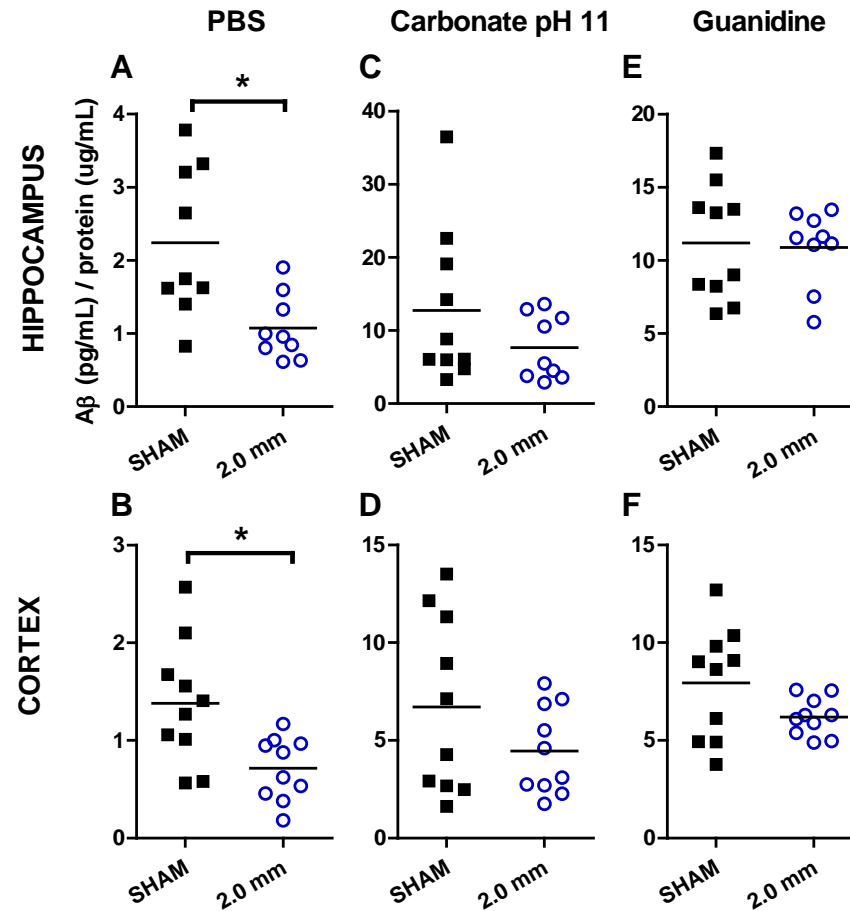 PBS
Carbonate pH 11
Guanidine
HIPPOCAMPUS
Aβ (pg/mL) / protein (ug/mL)
A
*
4
3
2
1
0
SHAM
2.0 mm
C
40
30
20
10
0
SHAM
2.0 mm
E
20
15
10
5
0
SHAM
2.0 mm
CORTEX
B
*
3
2
1
0
SHAM
2.0 mm
D
15
10
5
0
SHAM
2.0 mm
F
15
10
5
0
SHAM
2.0 mm